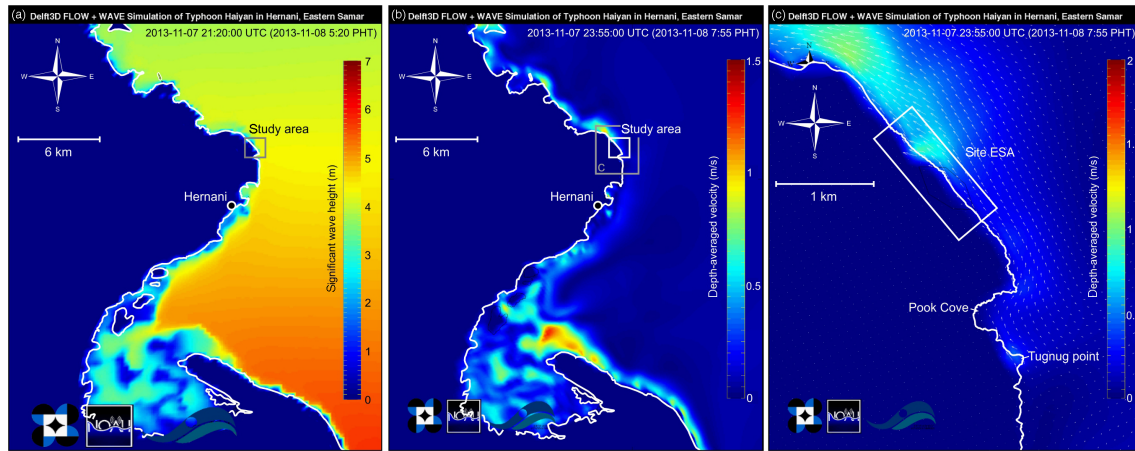 (a) Delft3D FLOW + WAVE Simulation of Typhoon Haiyan in Hernani, Eastern Samar
2013-11-07 21:20:00 UTC (2013-11-08 5:20 PHT)
N
W
E
S
6 km
Study area
Hernani
Significant wave height (m)
7
6
5
4
3
2
1
0
NOAH
(b) Delft3D FLOW + WAVE Simulation of Typhoon Haiyan in Hernani, Eastern Samar
2013-11-07 23:55:00 UTC (2013-11-08 7:55 PHT)
N
W
E
S
6 km
Study area
C
Hernani
Depth-averaged velocity (m/s)
1.5
1
0.5
0
NOAH
(c) Delft3D FLOW + WAVE Simulation of Typhoon Haiyan in Hernani, Eastern Samar
2013-11-07 23:55:00 UTC (2013-11-08 7:55 PHT)
N
W
E
S
1 km
Site ESA
Pook Cove
Tugnug point
Depth-averaged velocity (m/s)
2
1
1
0.
0
NOAH